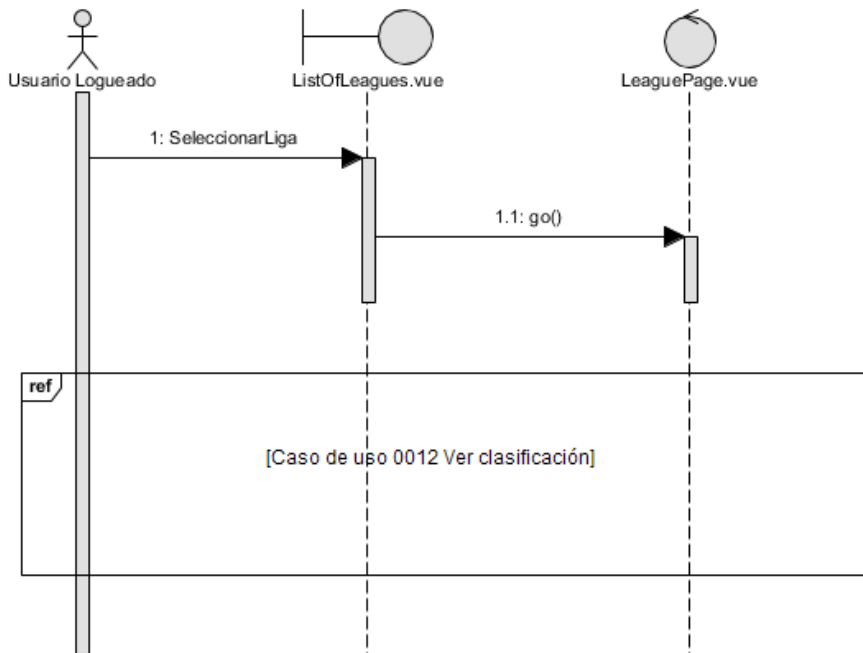 Usuario Logueado
ListOfLeagues.vue
LeaguePage.vue
1: SeleccionarLiga
1.1: go()
ref
[Caso de uso 0012 Ver clasificación]